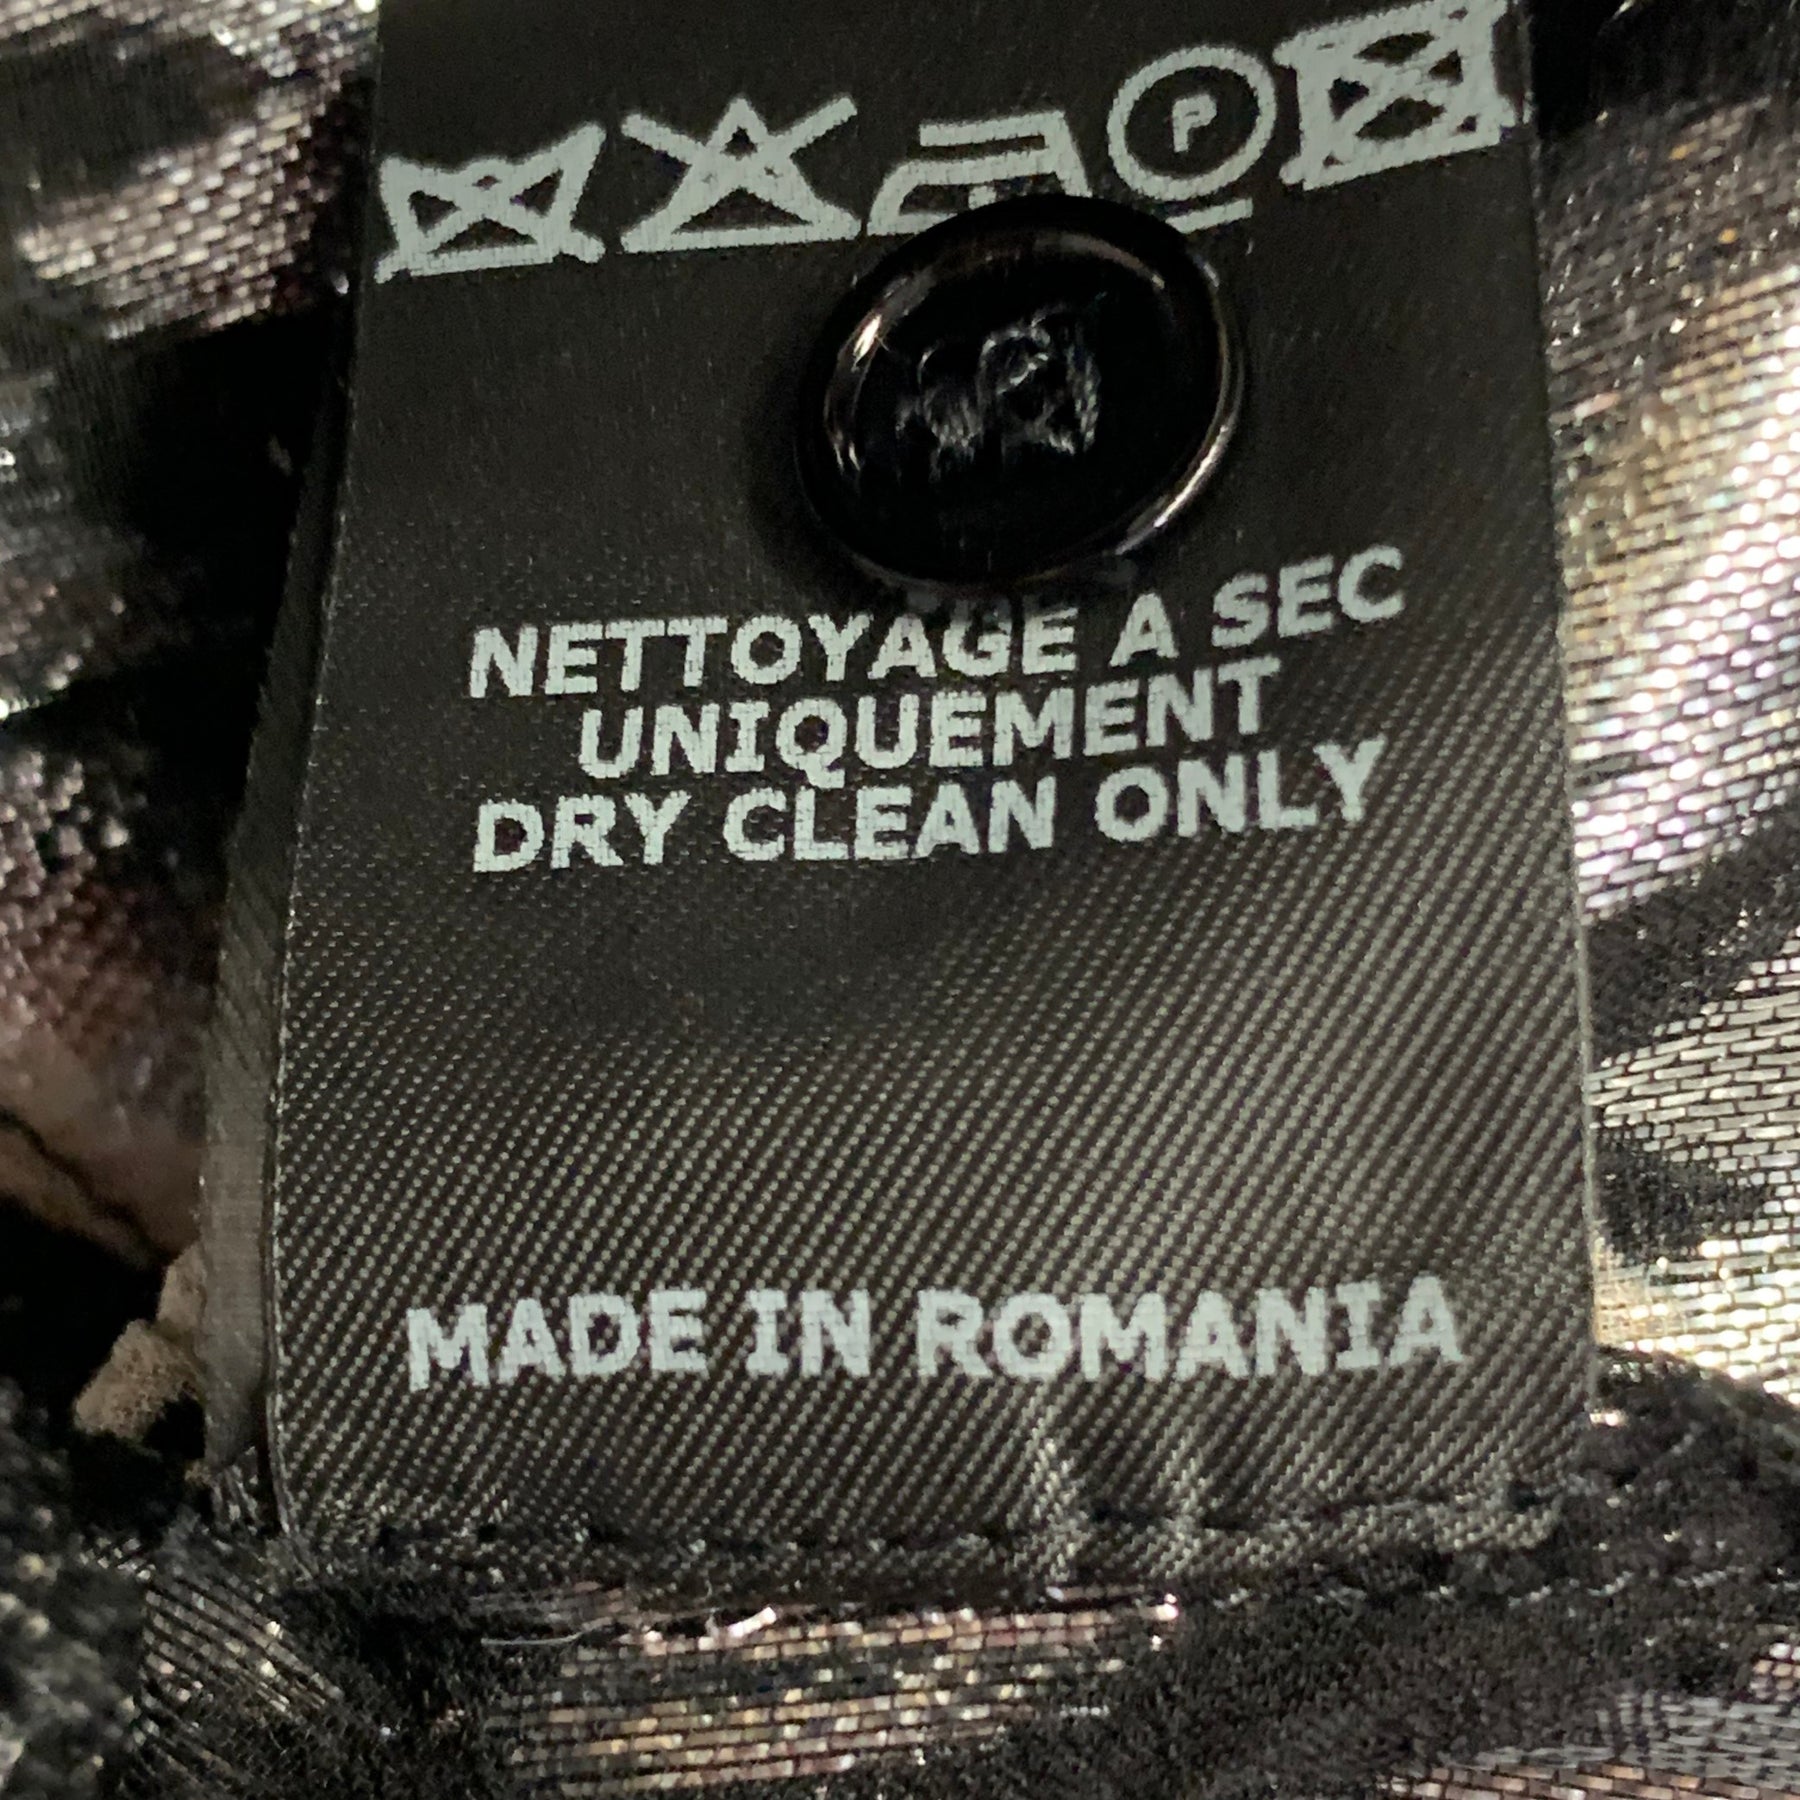 P
NETTOYAGE A SEC
UNIQUEMENT
DRY CLEAN ONLY
MADE IN ROMANIA